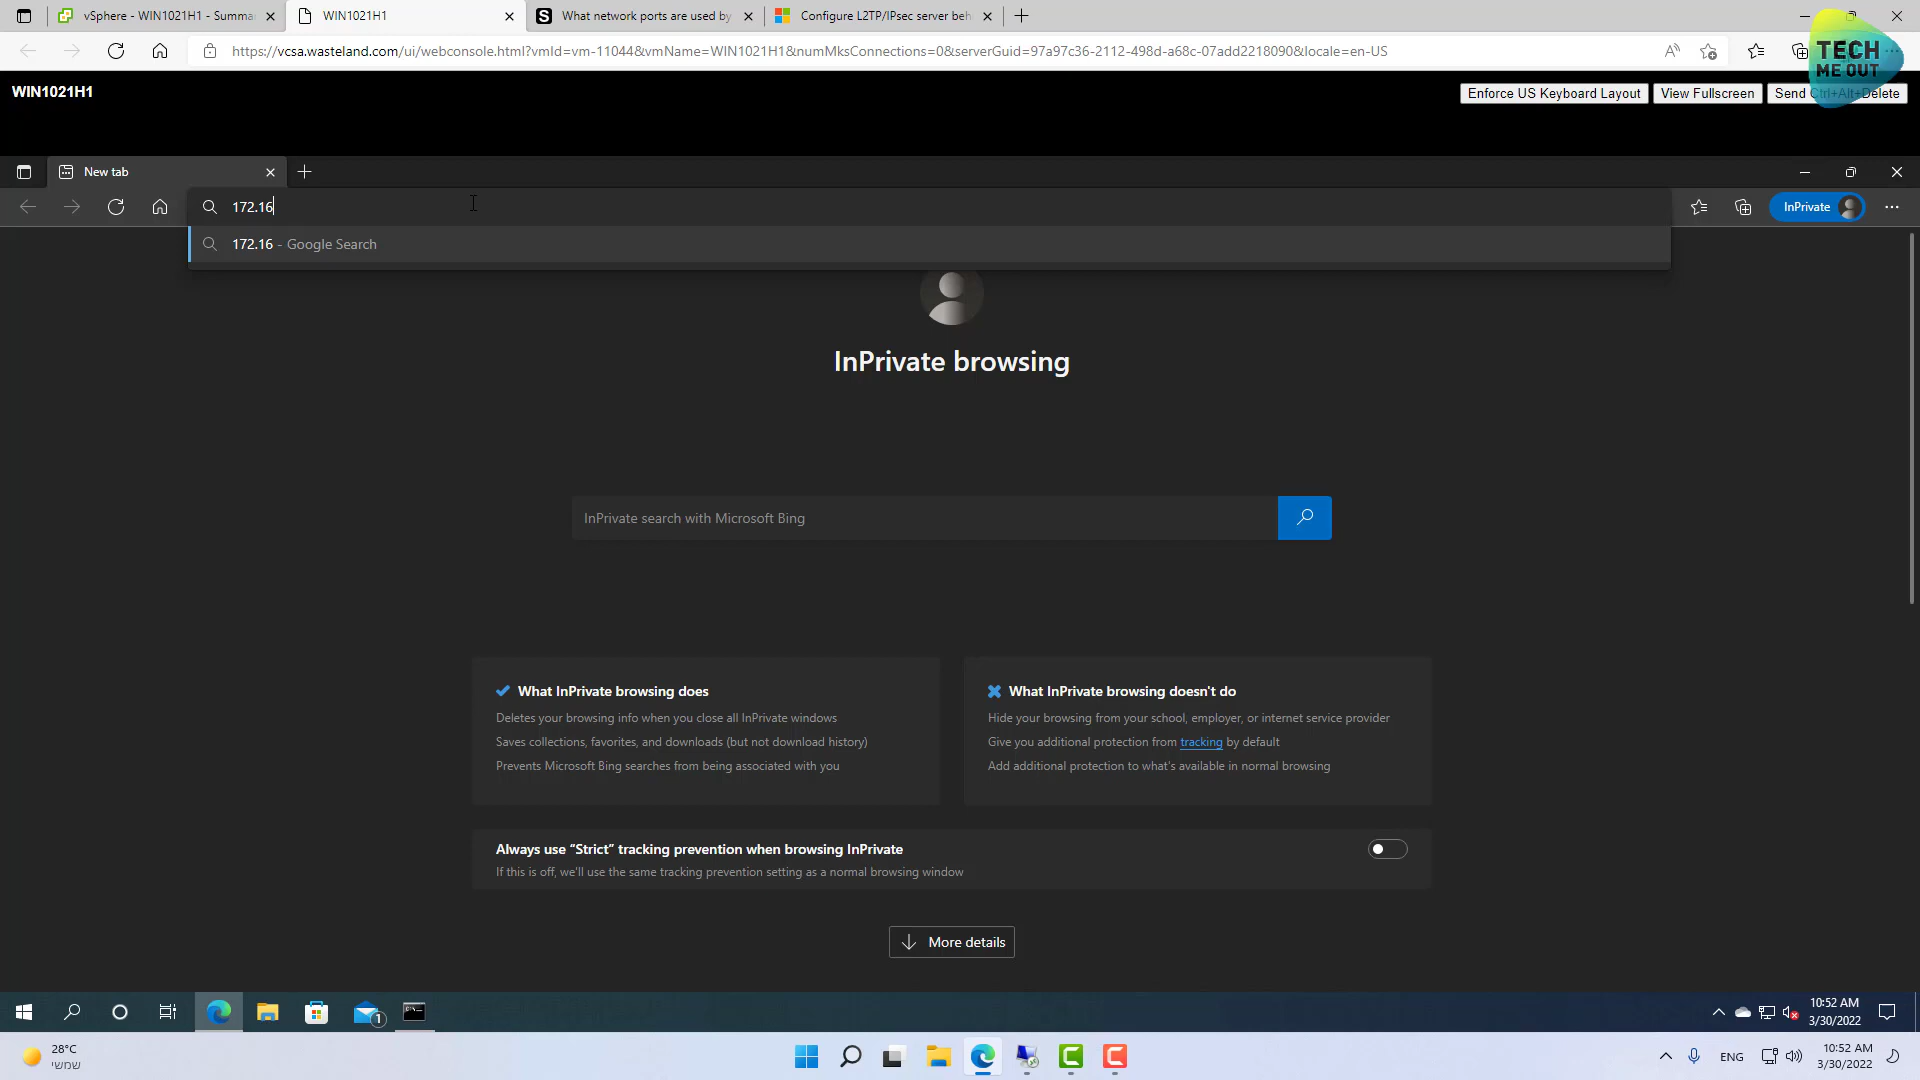 vSphere - WIN1021H1 - Summar
WIN1021H1
What network ports are used by
Configure L2TP/IPsec server beh
https://vcsa.wasteland.com/ui/webconsole.html?vmId=vm-11044&vmName=WIN1021H1&numMksConnections=0&serverGuid=97a97c36-2112-498d-a68c-07add2218090&locale=en-US
TECH
ME OUT
WIN1021H1
Enforce US Keyboard Layout
View Fullscreen
Send Ctrl+Alt+Delete
New tab
172.16
InPrivate
172.16 - Google Search
InPrivate browsing
InPrivate search with Microsoft Bing
What InPrivate browsing does
Deletes your browsing info when you close all InPrivate windows
Saves collections, favorites, and downloads (but not download history)
Prevents Microsoft Bing searches from being associated with you
What InPrivate browsing doesn't do
Hide your browsing from your school, employer, or internet service provider
Give you additional protection from tracking by default
Add additional protection to what's available in normal browsing
Always use “Strict” tracking prevention when browsing InPrivate
If this is off, we'll use the same tracking prevention setting as a normal browsing window
More details
1
10:52 AM
3/30/2022
28°C
שמשי
ENG
10:52 AM
3/30/2022